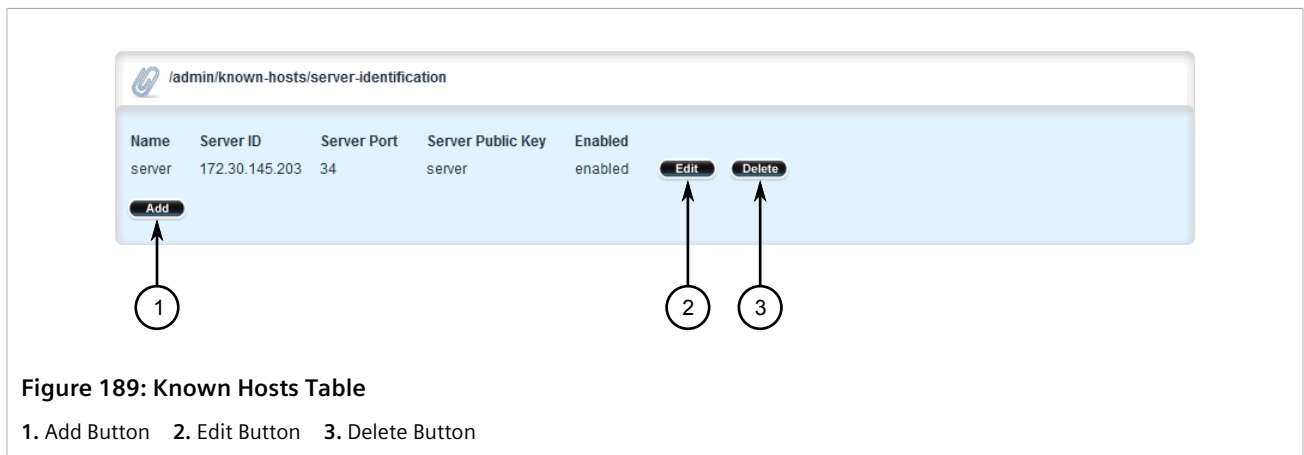 /admin/known-hosts/server-identification
Name Server ID Server Port Server Public Key Enabled
server 172.30.145.203 34 server enabled Edit Delete
Add
1 2 3
Figure 189: Known Hosts Table
1. Add Button 2. Edit Button 3. Delete Button